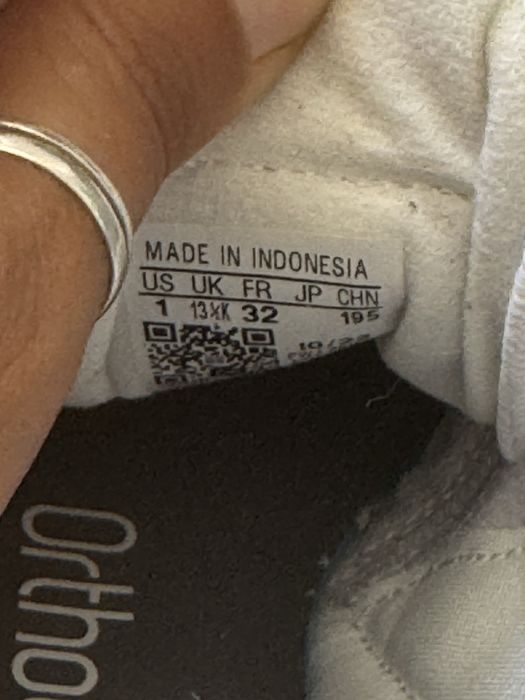 MADE IN INDONESIA
US UK FR JP CHN
1 13½K 32 195
Ortho